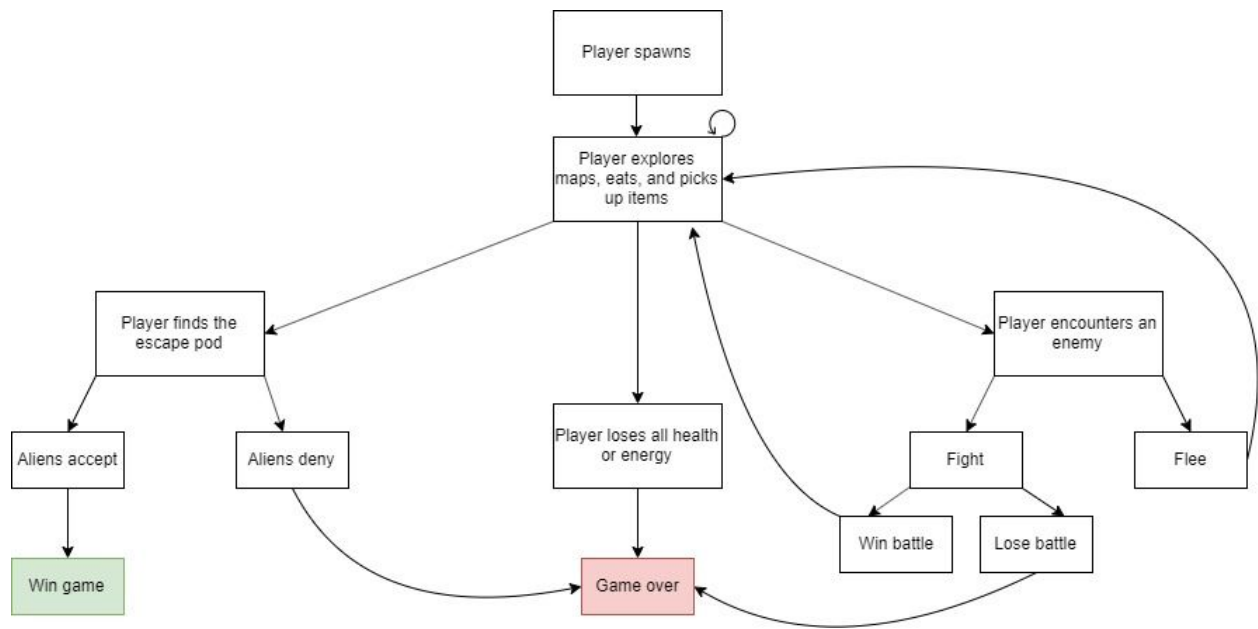 Player spawns
Player explores
maps, eats, and picks
up items
Player finds the
escape pod
Player encounters an
enemy
Aliens accept
Aliens deny
Player loses all health
or energy
Fight
Flee
Win battle
Lose battle
Win game
Game over